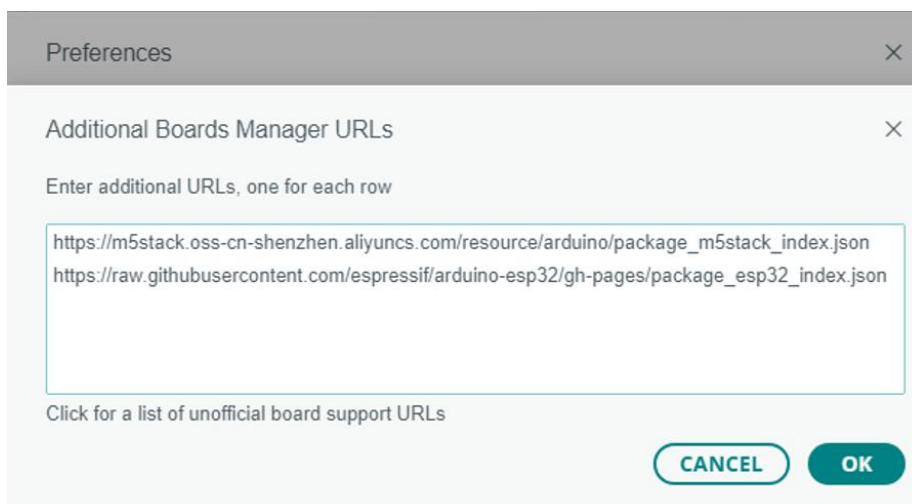 Preferences
Additional Boards Manager URLs
Enter additional URLs, one for each row
https://m5stack.oss-cn-shenzhen.aliyuncs.com/resource/arduino/package_m5stack_index.json
https://raw.githubusercontent.com/espressif/arduino-esp32/gh-pages/package_esp32_index.json
Click for a list of unofficial board support URLs
CANCEL OK